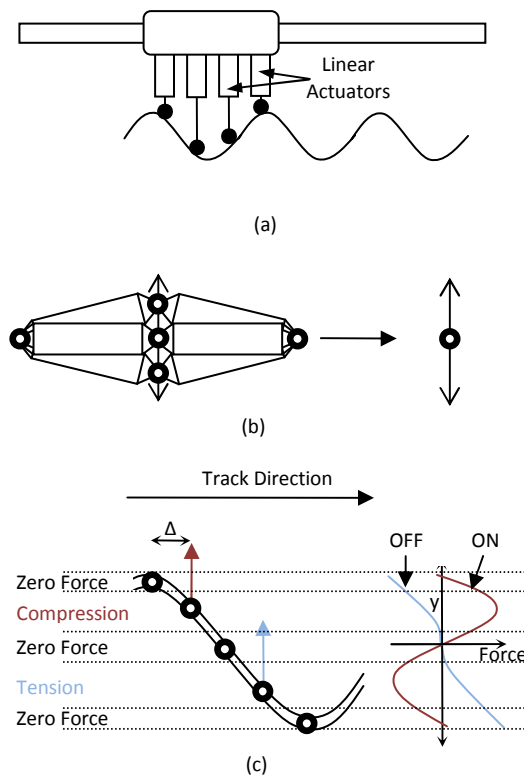 Linear
Actuators
(a)
(b)
Track Direction
Δ
OFF
ON
Zero Force
Compression
y
Zero Force
Force
Tension
Zero Force
(c)